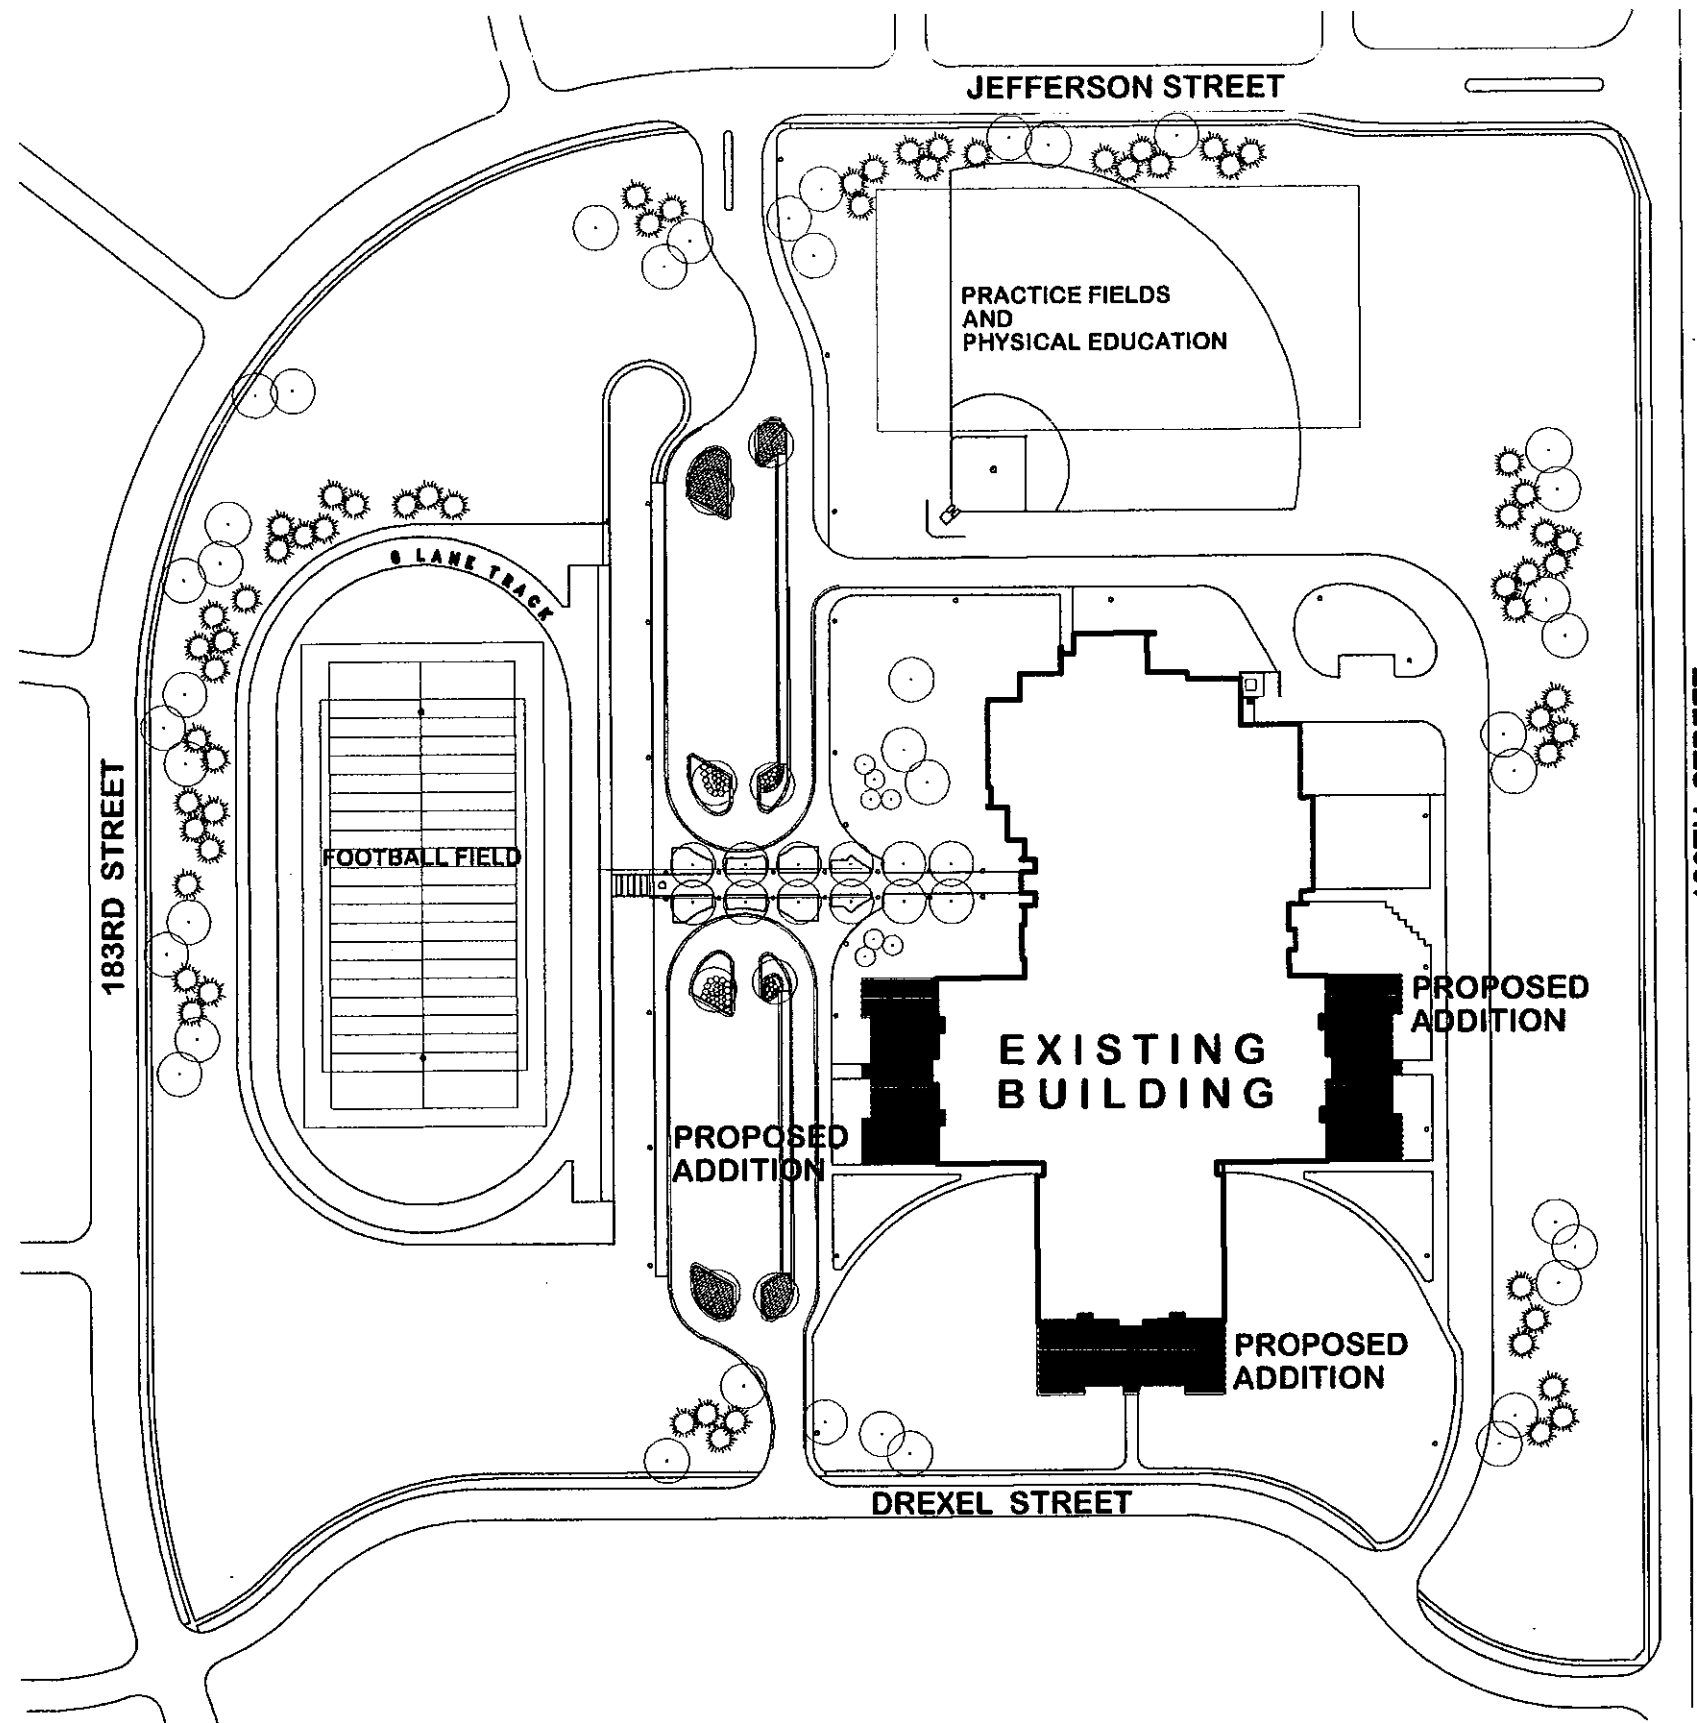 JEFFERSON STREET
PRACTICE FIELDS
AND
PHYSICAL EDUCATION
LANE TRACK
183RD STREET
FOOTBALL FIELD
PROPOSED
ADDITION
EXISTING
BUILDING
PROPOSED
ADDITION
PROPOSED
ADDITION
DREXEL STREET